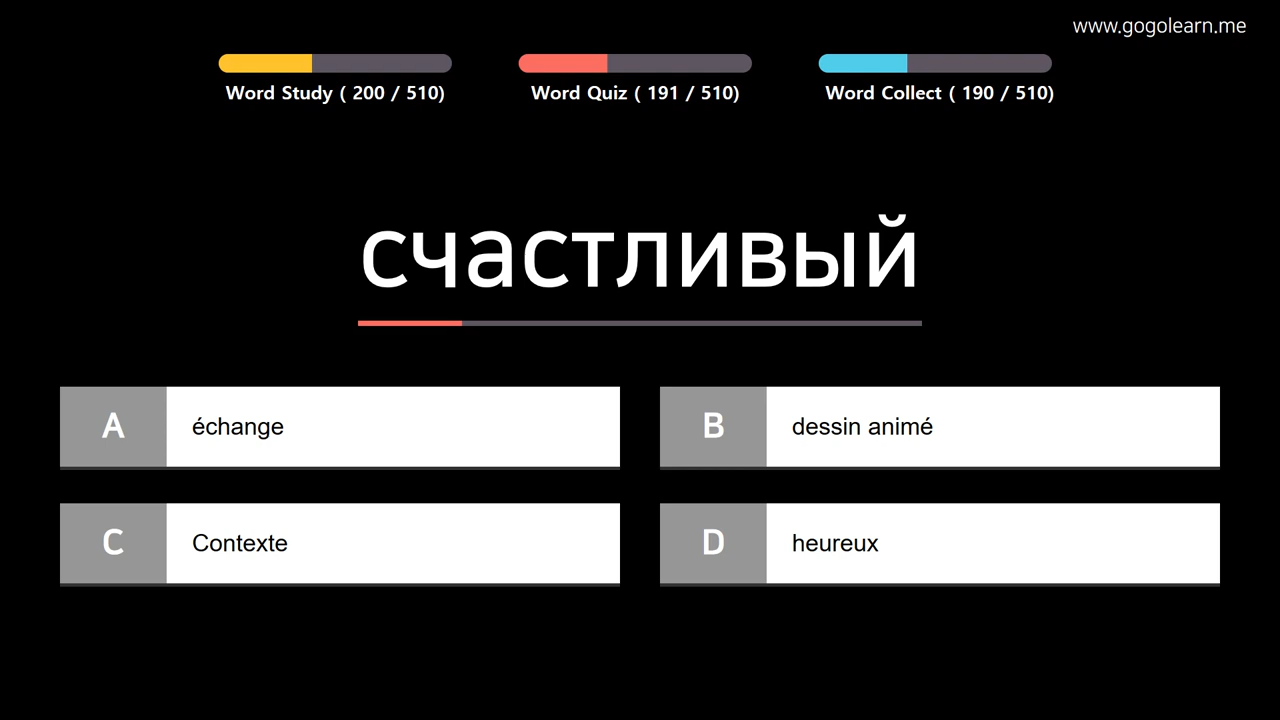 www.gogolearn.me
Word Study ( 200 / 510)
Word Quiz ( 191 / 510)
Word Collect ( 190 / 510)
счастливый
A échange
B dessin animé
C Contexte
D heureux